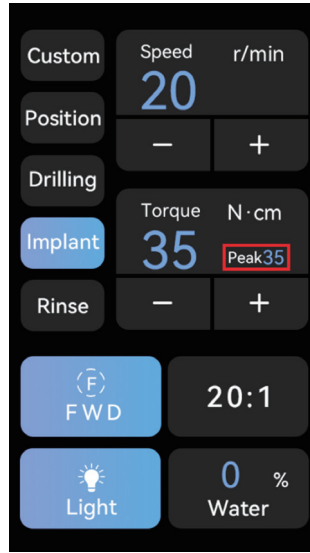 Custom
Position
Drilling
Implant
Rinse
Speed r/min
20
− +
Torque N·cm
35 Peak35
− +
(F)
FWD
20:1
Light
0 %
Water